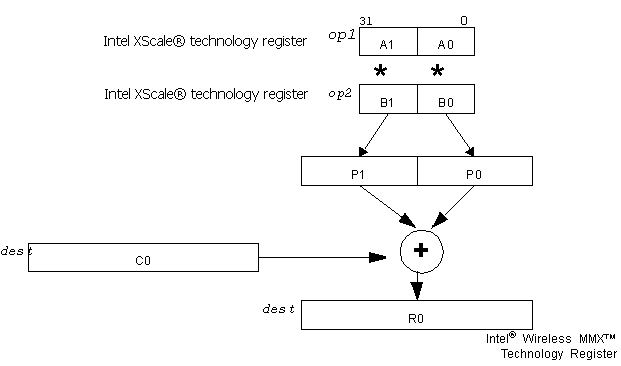 31 0
Intel XScale® technology register op1 A1 A0
* *
Intel XScale® technology register op2 B1 B0
P1 P0
+
dest C0
dest R0
Intel® Wireless MMX™
Technology Register